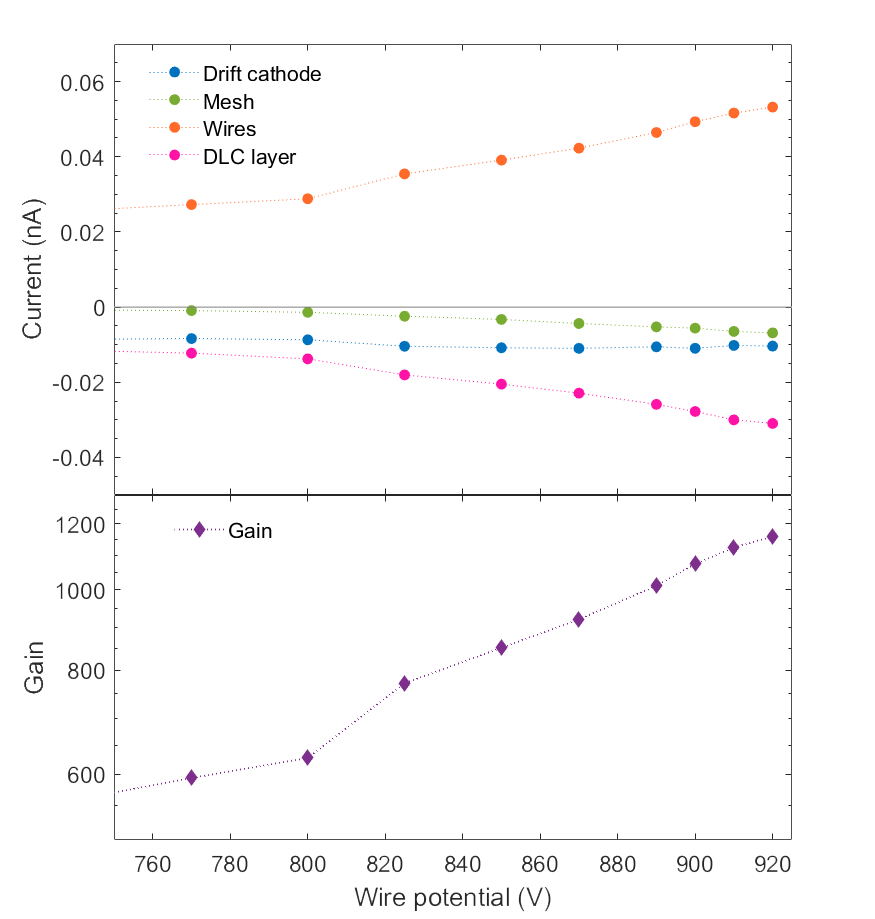 0.06
0.04
0.02
0
-0.02
-0.04
Current (nA)
Drift cathode
Mesh
Wires
DLC layer
1200
1000
800
600
Gain
Gain
760 780 800 820 840 860 880 900 920
Wire potential (V)